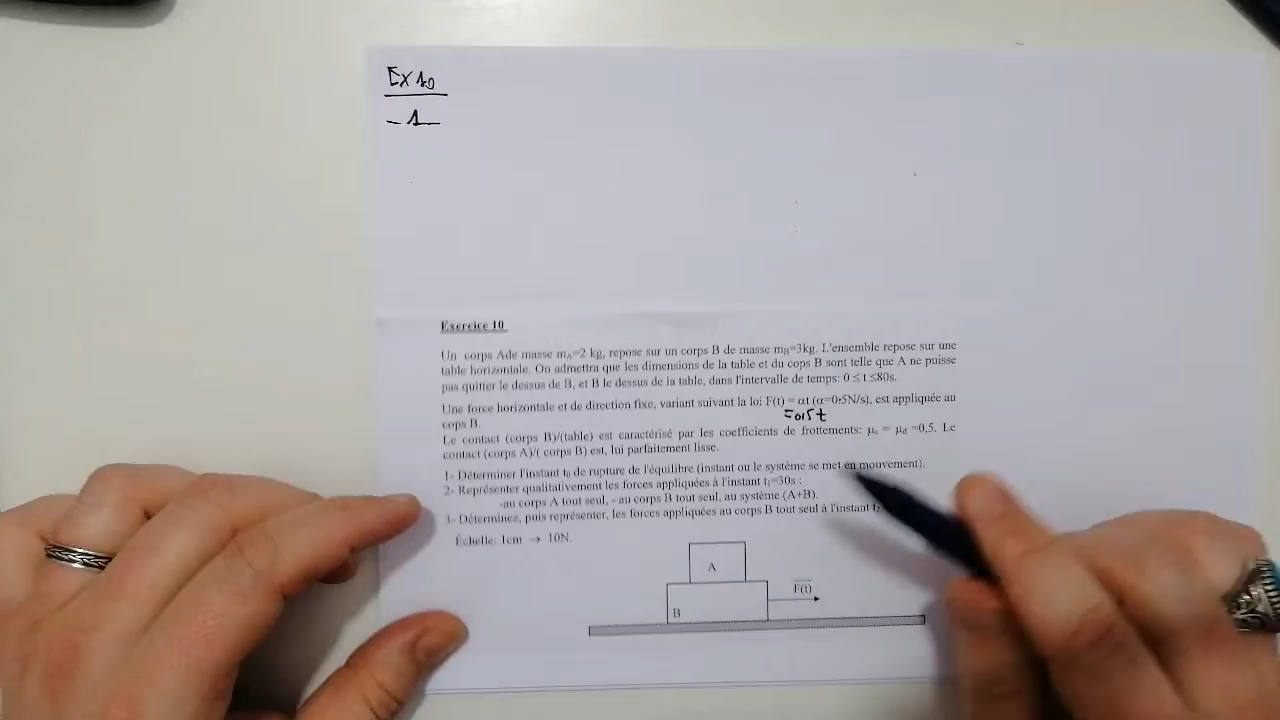 Ex 10
1
Exercice 10
Un corps Ade masse mA=2 kg, repose sur un corps B de masse mB=3kg. L'ensemble repose sur une
table horizontale. On admettra que les dimensions de la table et du cops B sont telle que A ne puisse
pas quitter le dessus de B, et B le dessus de la table, dans l'intervalle de temps: 0 ≤ t ≤80s.
Une force horizontale et de direction fixe, variant suivant la loi F(t) = αt (α=0.5N/s), est appliquée au
=0,5t
cops B.
Le contact (corps B)/(table) est caractérisé par les coefficients de frottements: μs = μd =0,5. Le
contact (corps A)/( corps B) est, lui parfaitement lisse.
1- Déterminer l'instant t0 de rupture de l'équilibre (instant ou le système se met en mouvement).
2- Représenter qualitativement les forces appliquées à l'instant t1=30s :
-au corps A tout seul, - au corps B tout seul, au système (A+B).
3- Déterminez, puis représenter, les forces appliquées au corps B tout seul à l'instant
Échelle: 1cm → 10N.
A
F(t)
B